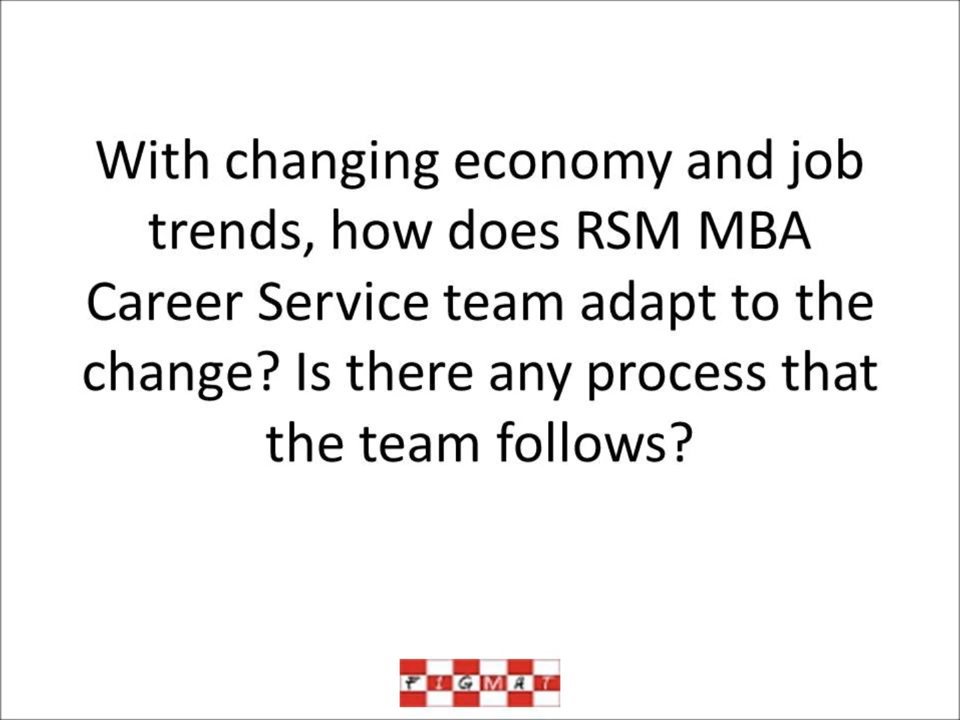 With changing economy and job
trends, how does RSM MBA
Career Service team adapt to the
change? Is there any process that
the team follows?
FIGMAT